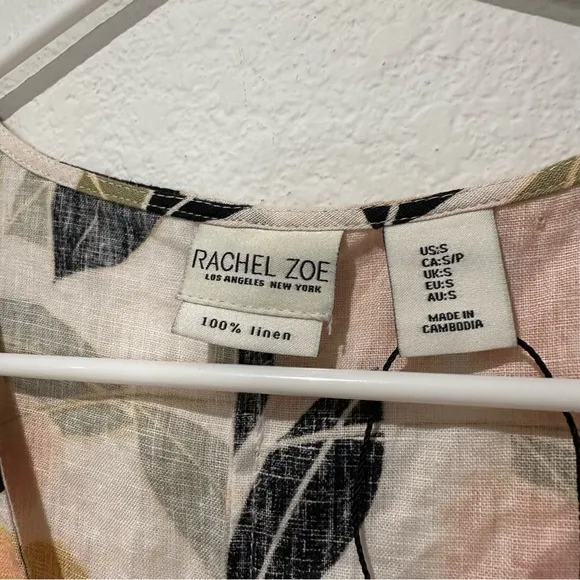 RACHEL ZOE
LOS ANGELES NEW YORK
100% linen
US:S
CA:S/P
UK:S
EU:S
AU:S
MADE IN
CAMBODIA